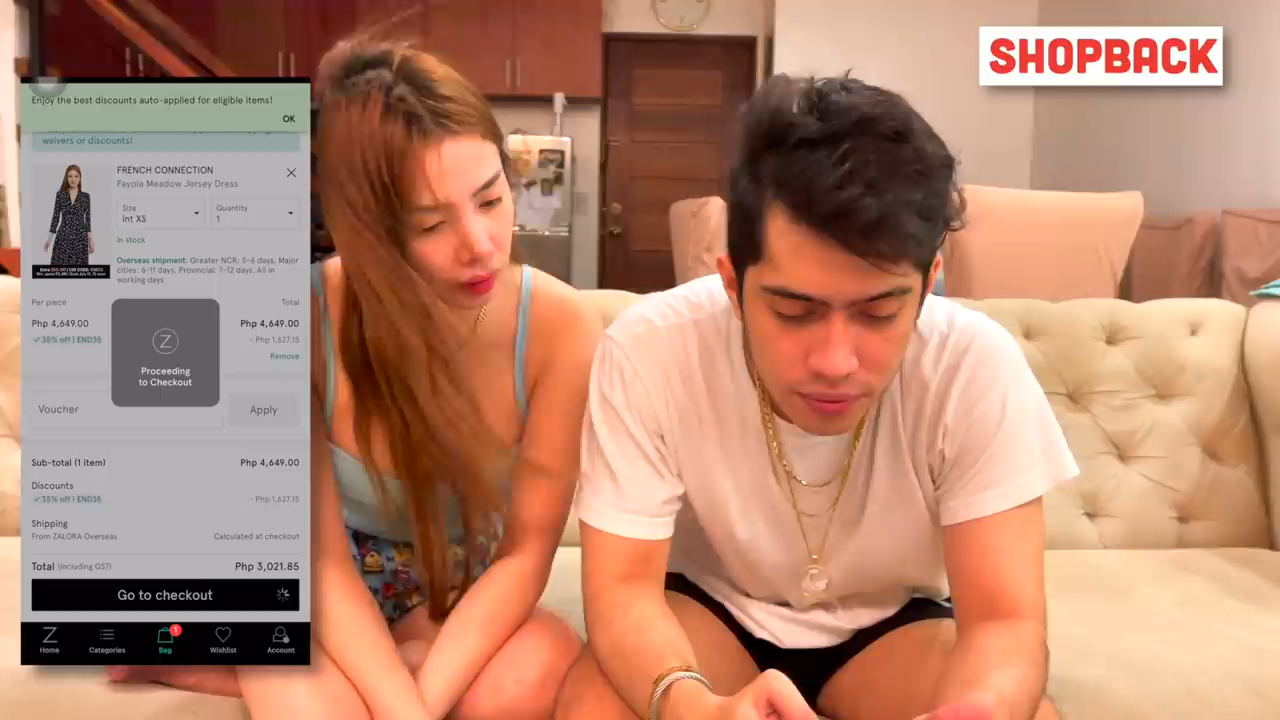 SHOPBACK
Enjoy the best discounts auto-applied for eligible items!
OK
waivers or discounts!
FRENCH CONNECTION
Fayola Meadow Jersey Dress
Size
Int XS
Quantity
1
In stock
Overseas shipment. Greater NCR: 5-6 days, Major
cities: 6-11 days, Provincial: 7-12 days. All in
working days
Per piece
Total
Php 4,649.00
Php 4,649.00
35% off | END35
- Php 1,627.15
Remove
Z
Proceeding
to Checkout
Voucher
Apply
Sub-total (1 item)
Php 4,649.00
Discounts
35% off | END35
- Php 1,627.15
Shipping
From ZALORA Overseas
Calculated at checkout
Total (including GST)
Php 3,021.85
Go to checkout
1
Z
Home
Categories
Bag
Wishlist
Account